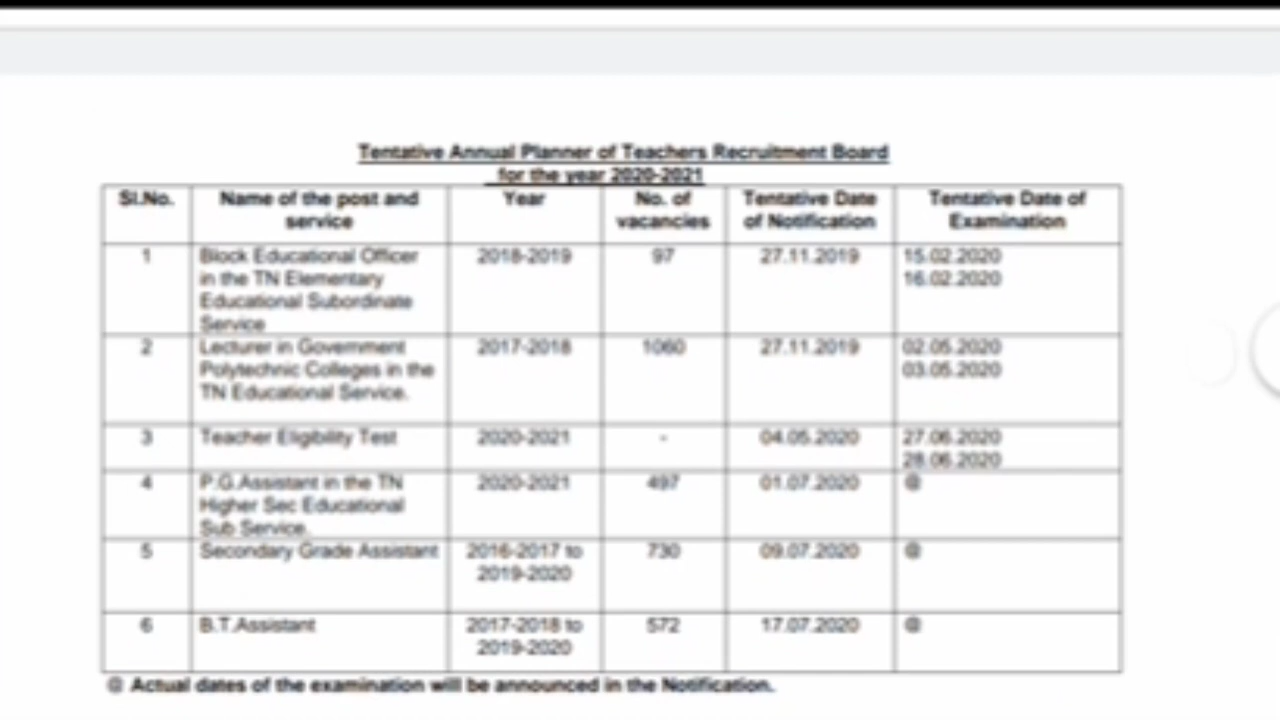 Tentative Annual Planner of Teachers Recruitment Board
for the year 2020-2021
Sl.No. Name of the post and service Year No. of vacancies Tentative Date of Notification Tentative Date of Examination
1 Block Educational Officer in the TN Elementary Educational Subordinate Service 2018-2019 97 27.11.2019 15.02.2020 16.02.2020
2 Lecturer in Government Polytechnic Colleges in the TN Educational Service. 2017-2018 1060 27.11.2019 02.05.2020 03.05.2020
3 Teacher Eligibility Test 2020-2021 - 04.05.2020 27.06.2020 28.06.2020
4 P.G.Assistant in the TN Higher Sec Educational Sub Service. 2020-2021 497 01.07.2020 @
5 Secondary Grade Assistant 2016-2017 to 2019-2020 730 09.07.2020 @
6 B.T.Assistant 2017-2018 to 2019-2020 572 17.07.2020 @
@ Actual dates of the examination will be announced in the Notification.